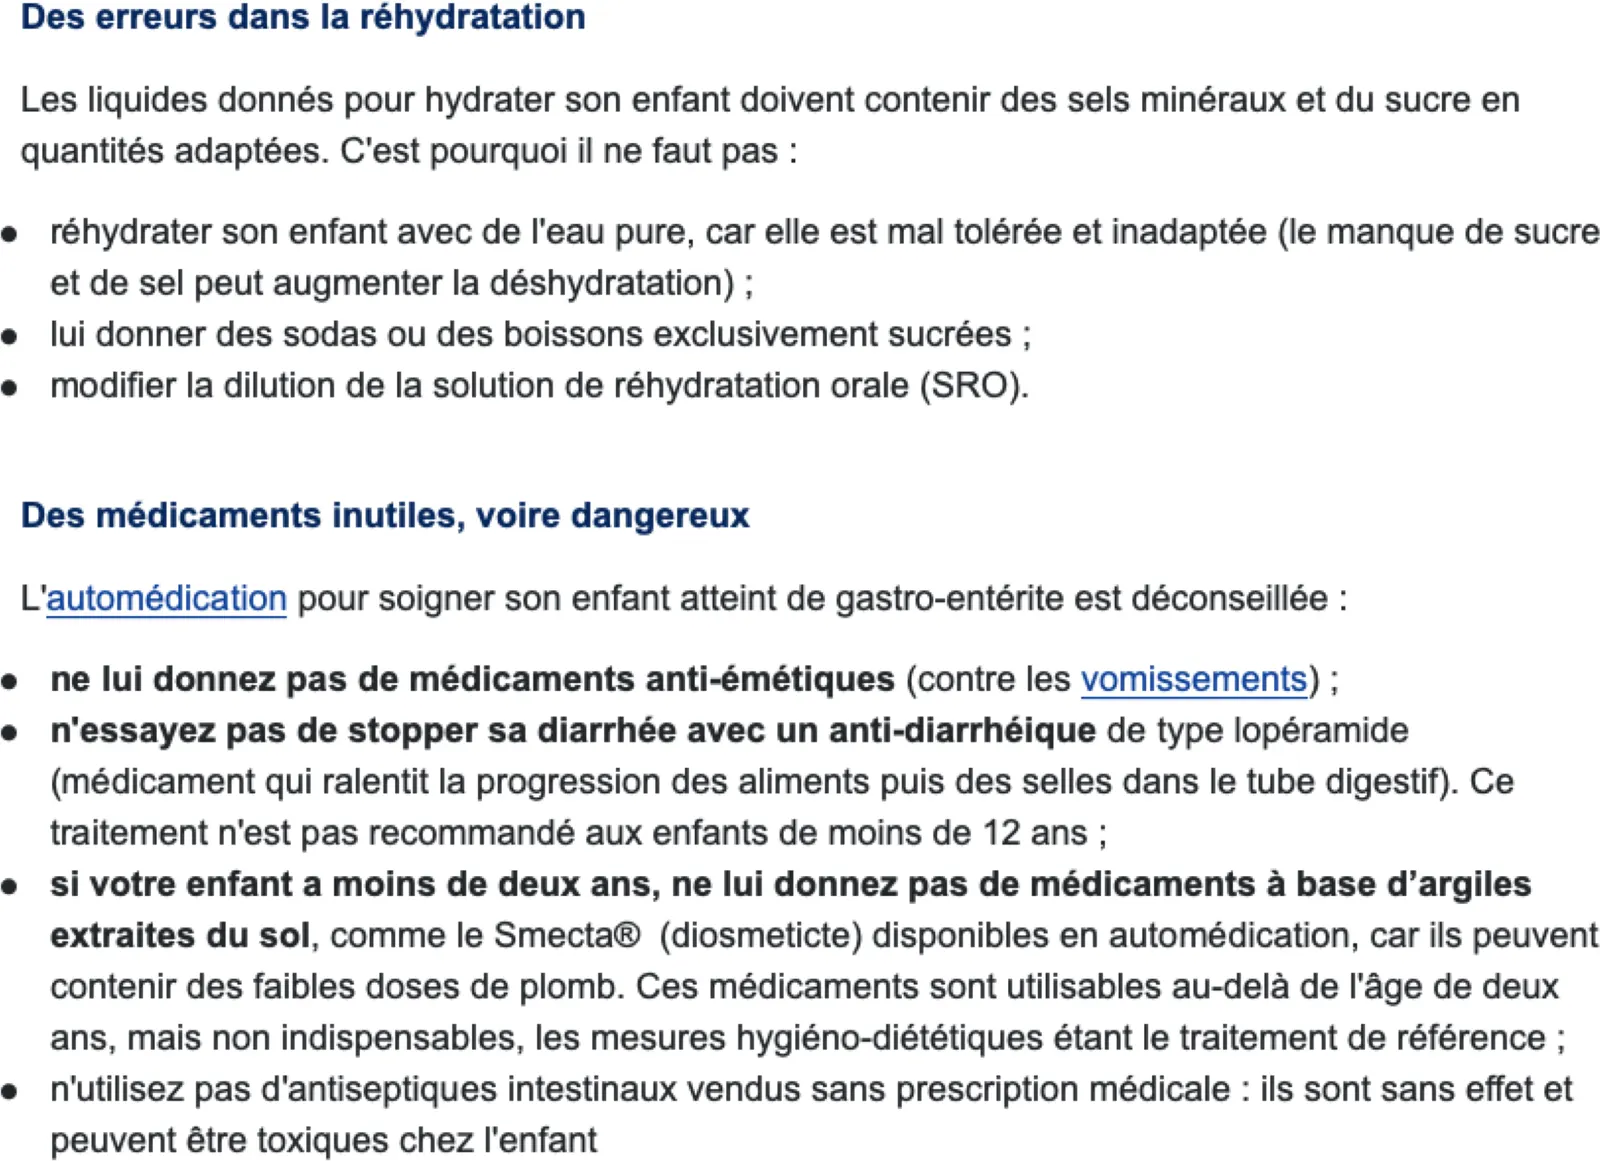 Des erreurs dans la réhydratation
Les liquides donnés pour hydrater son enfant doivent contenir des sels minéraux et du sucre en
quantités adaptées. C'est pourquoi il ne faut pas :
● réhydrater son enfant avec de l'eau pure, car elle est mal tolérée et inadaptée (le manque de sucre
et de sel peut augmenter la déshydratation) ;
● lui donner des sodas ou des boissons exclusivement sucrées ;
● modifier la dilution de la solution de réhydratation orale (SRO).
Des médicaments inutiles, voire dangereux
L'automédication pour soigner son enfant atteint de gastro-entérite est déconseillée :
● ne lui donnez pas de médicaments anti-émétiques (contre les vomissements) ;
● n'essayez pas de stopper sa diarrhée avec un anti-diarrhéique de type lopéramide
(médicament qui ralentit la progression des aliments puis des selles dans le tube digestif). Ce
traitement n'est pas recommandé aux enfants de moins de 12 ans ;
● si votre enfant a moins de deux ans, ne lui donnez pas de médicaments à base d’argiles
extraites du sol, comme le Smecta® (diosmeticte) disponibles en automédication, car ils peuvent
contenir des faibles doses de plomb. Ces médicaments sont utilisables au-delà de l'âge de deux
ans, mais non indispensables, les mesures hygiéno-diététiques étant le traitement de référence ;
● n'utilisez pas d'antiseptiques intestinaux vendus sans prescription médicale : ils sont sans effet et
peuvent être toxiques chez l'enfant